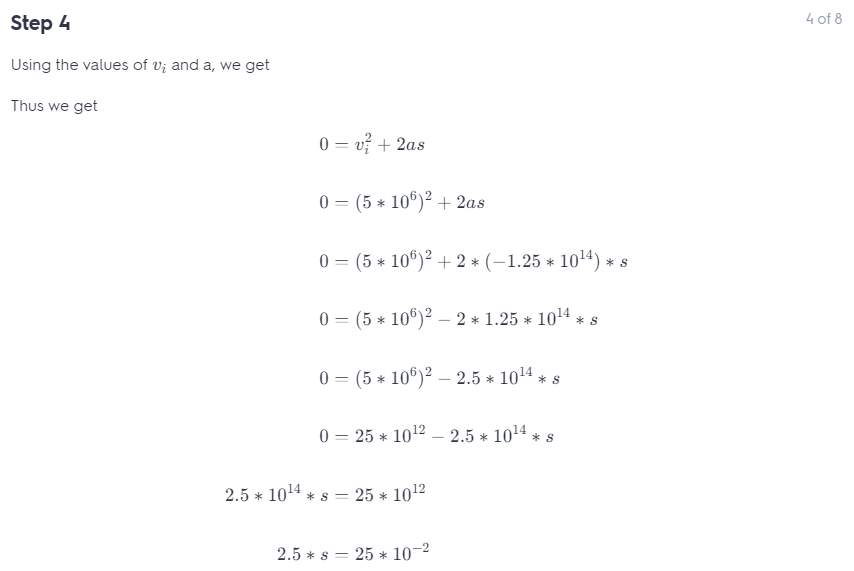 Step 4
4 of 8
Using the values of $v_i$ and a, we get
Thus we get
$0 = v_i^2 + 2as$
$0 = (5 * 10^6)^2 + 2as$
$0 = (5 * 10^6)^2 + 2 * (-1.25 * 10^{14}) * s$
$0 = (5 * 10^6)^2 - 2 * 1.25 * 10^{14} * s$
$0 = (5 * 10^6)^2 - 2.5 * 10^{14} * s$
$0 = 25 * 10^{12} - 2.5 * 10^{14} * s$
$2.5 * 10^{14} * s = 25 * 10^{12}$
$2.5 * s = 25 * 10^{-2}$